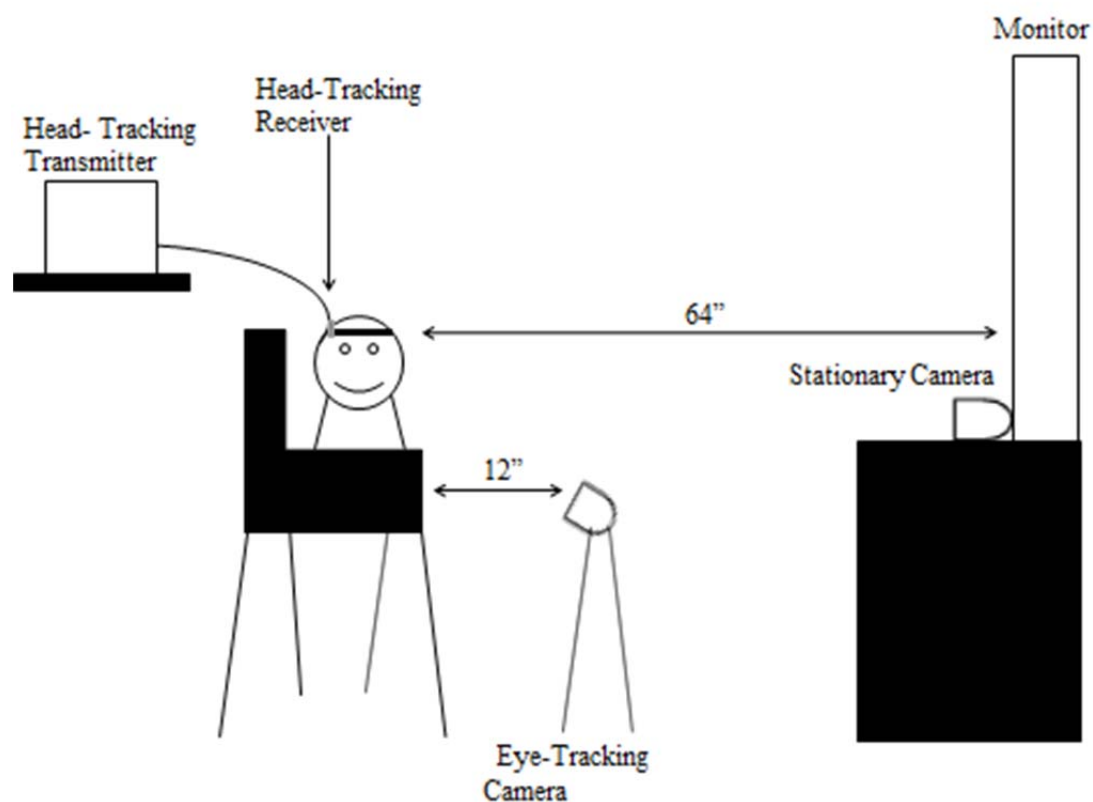 Monitor
Head-Tracking
Receiver
Head- Tracking
Transmitter
64”
Stationary Camera
12”
Eye-Tracking
Camera